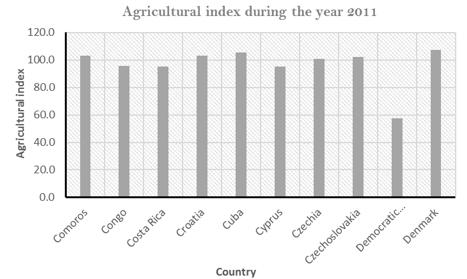 Agricultural index during the year 2011
120.0
100.0
80.0
60.0
40.0
20.0
0.0
Agricultural index
Comoros
Congo
Costa Rica
Croatia
Cuba
Cyprus
Czechia
Czechoslovakia
Democratic...
Denmark
Country